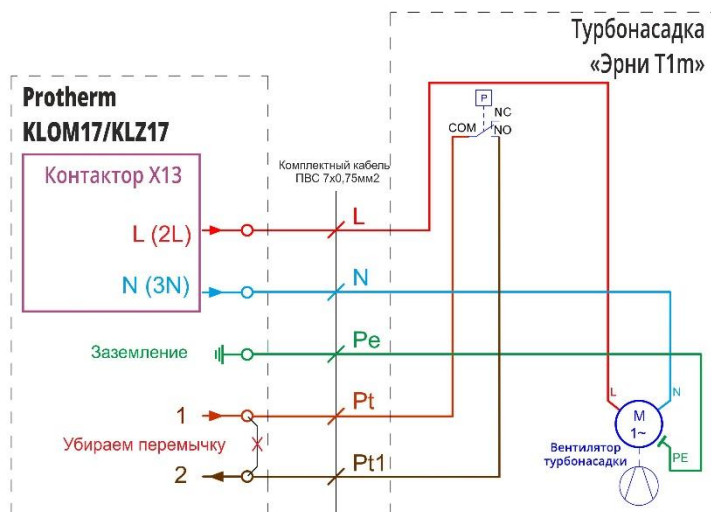 Турбонасадка
«Эрни Т1m»
Protherm
KLOM17/KLZ17
Контактор X13
Комплектный кабель
ПВС 7х0,75мм2
P
NC
COM
NO
L (2L)
L
N (3N)
N
Заземление
Pe
1
Pt
Убираем перемычку
2
Pt1
L
N
M
1~
PE
Вентилятор
турбонасадки